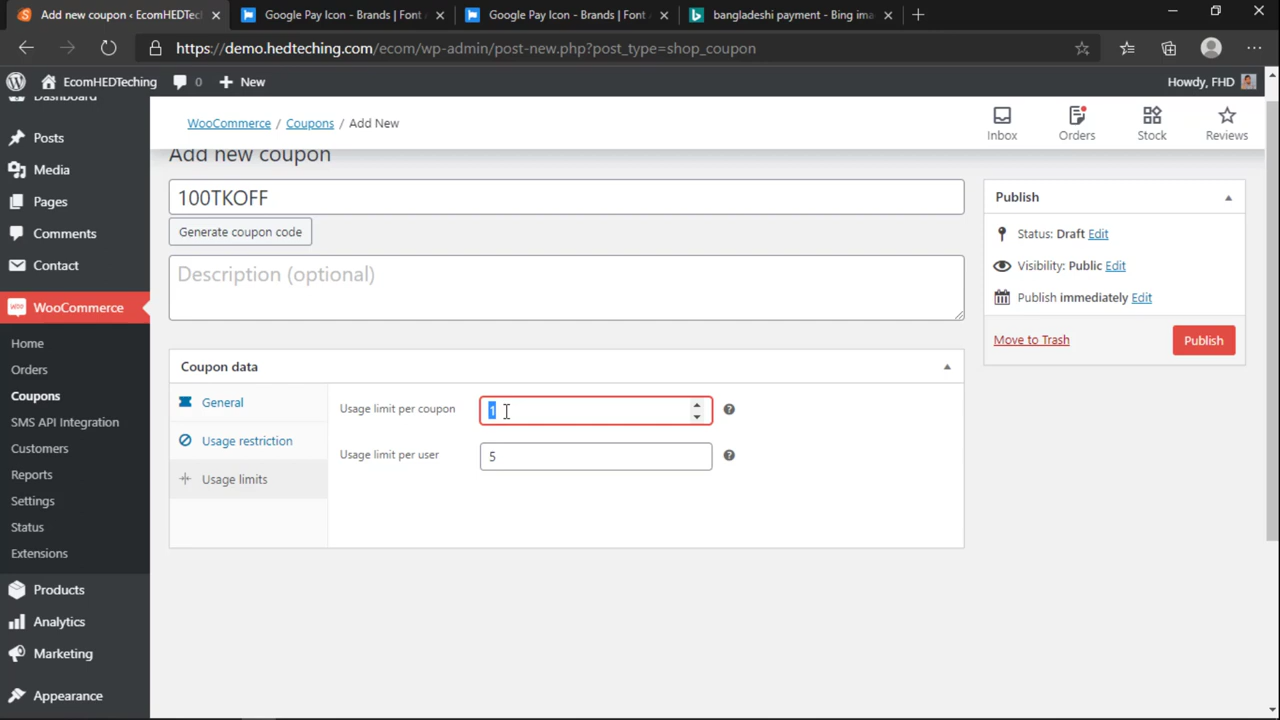 Add new coupon ‹ EcomHEDTec
Google Pay Icon - Brands | Font A
Google Pay Icon - Brands | Font A
bangladeshi payment - Bing ima
https://demo.hedteching.com/ecom/wp-admin/post-new.php?post_type=shop_coupon
EcomHEDTeching
0
New
Howdy, FHD
Dashboard
Posts
Media
Pages
Comments
Contact
WooCommerce
Home
Orders
Coupons
SMS API Integration
Customers
Reports
Settings
Status
Extensions
Products
Analytics
Marketing
Appearance
WooCommerce / Coupons / Add New
Inbox
Orders
Stock
Reviews
Add new coupon
100TKOFF
Generate coupon code
Description (optional)
Coupon data
General
Usage restriction
Usage limits
Usage limit per coupon
1
Usage limit per user
5
Publish
Status: Draft Edit
Visibility: Public Edit
Publish immediately Edit
Move to Trash
Publish